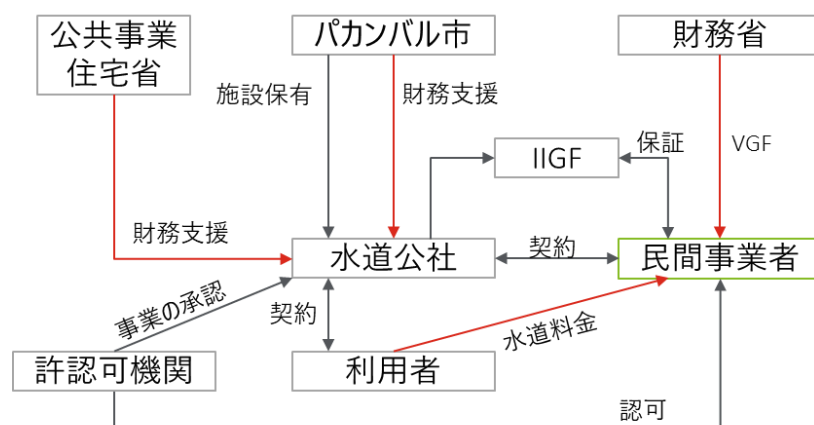 公共事業
住宅省
パカンバル市
財務省
施設保有
財務支援
保証
VGF
IIGF
財務支援
水道公社
契約
民間事業者
事業の承認
契約
水道料金
許認可機関
利用者
認可